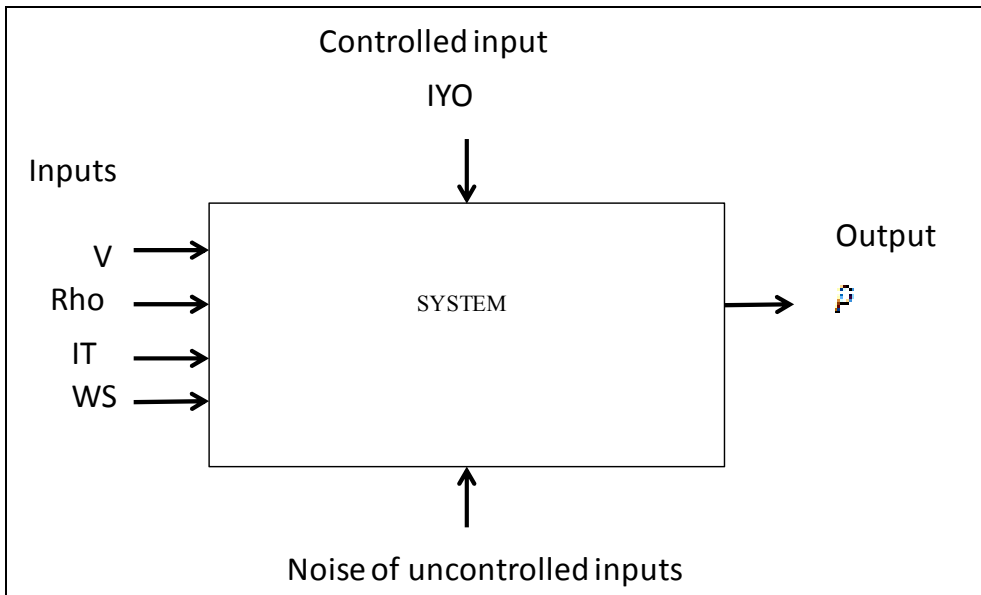 Controlled input
IYO
Inputs
V
Rho
IT
WS
SYSTEM
Output
Noise of uncontrolled inputs